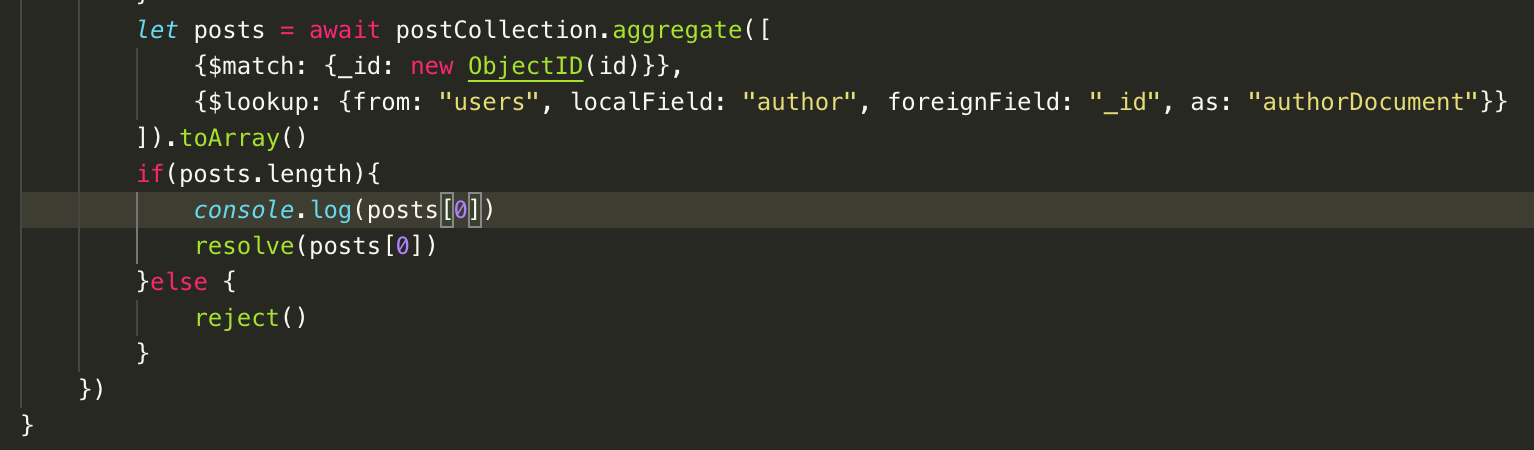 }
let posts = await postCollection.aggregate([
{$match: {_id: new ObjectID(id)}},
{$lookup: {from: "users", localField: "author", foreignField: "_id", as: "authorDocument"}}
]).toArray()
if(posts.length){
console.log(posts[0])
resolve(posts[0])
}else {
reject()
}
})
}